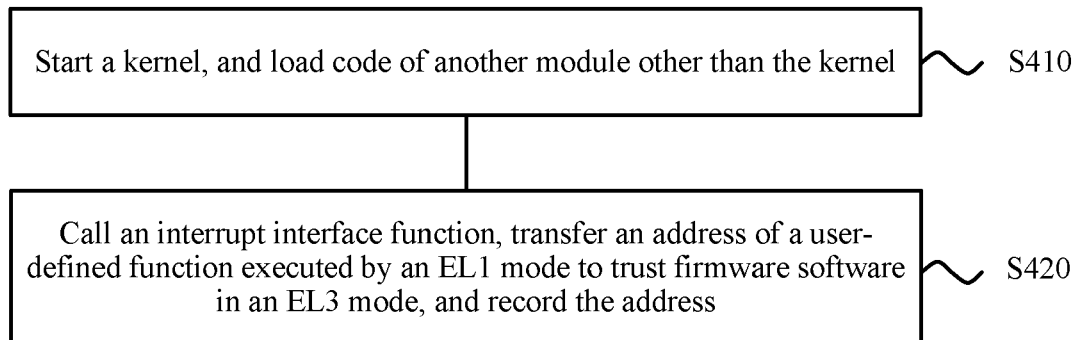 Start a kernel, and load code of another module other than the kernel
S410
Call an interrupt interface function, transfer an address of a user-
defined function executed by an EL1 mode to trust firmware software
in an EL3 mode, and record the address
S420